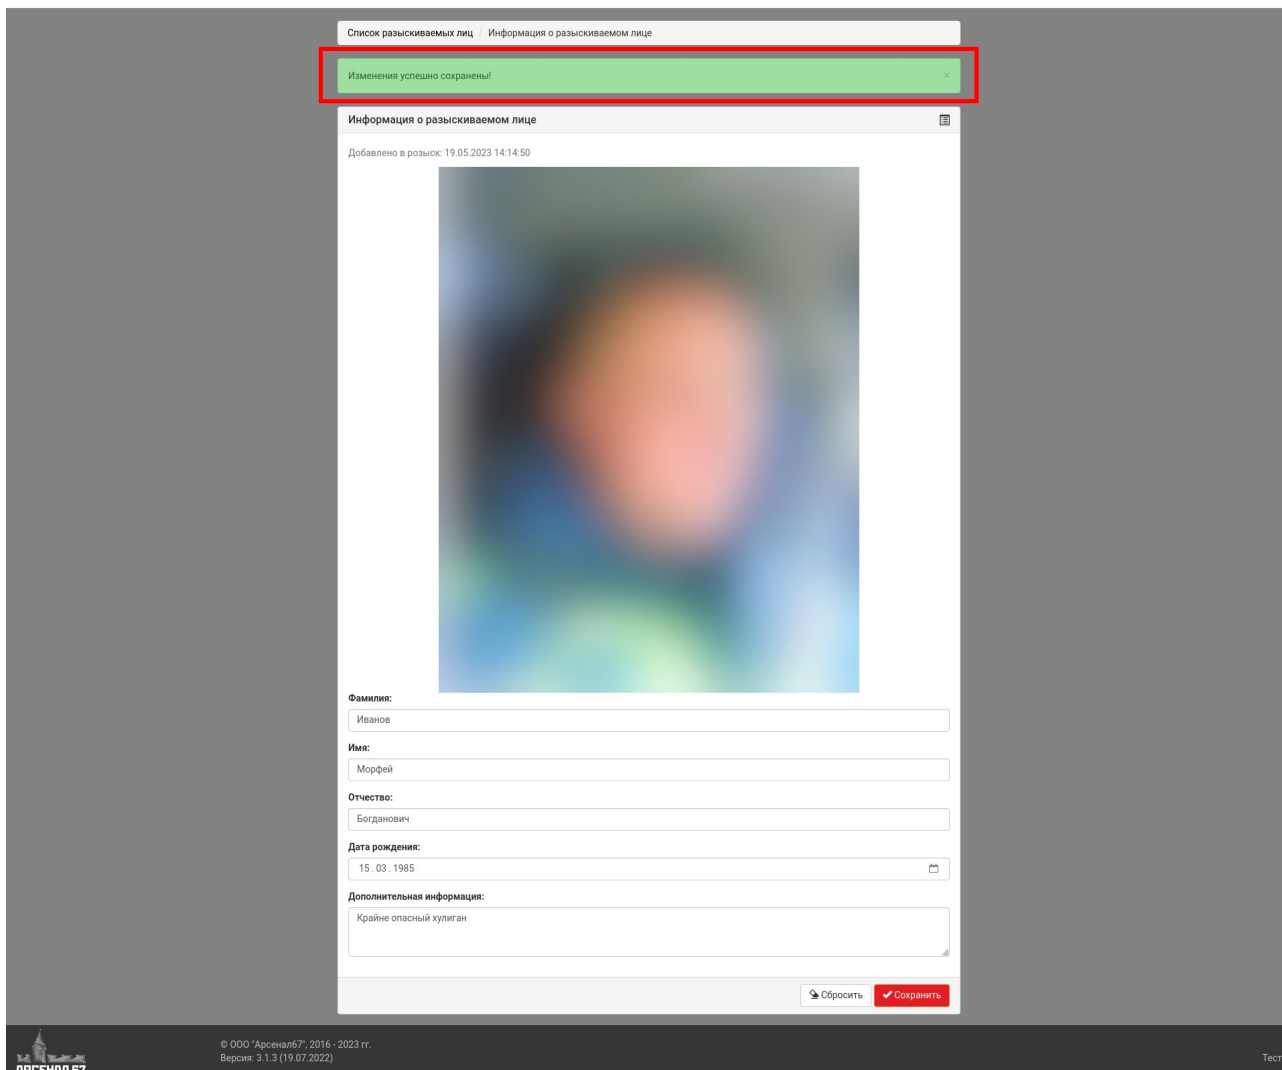 Список разыскиваемых лиц / Информация о разыскиваемом лице
Изменения успешно сохранены! ×
Информация о разыскиваемом лице
Добавлено в розыск: 19.05.2023 14:14:50
Фамилия:
Иванов
Имя:
Морфей
Отчество:
Богданович
Дата рождения:
15 . 03 . 1985
Дополнительная информация:
Крайне опасный хулиган
Сбросить Сохранить
© ООО "Арсенал67", 2016 - 2023 гг.
Версия: 3.1.3 (19.07.2022)
Тест
АРСЕНАЛ 67